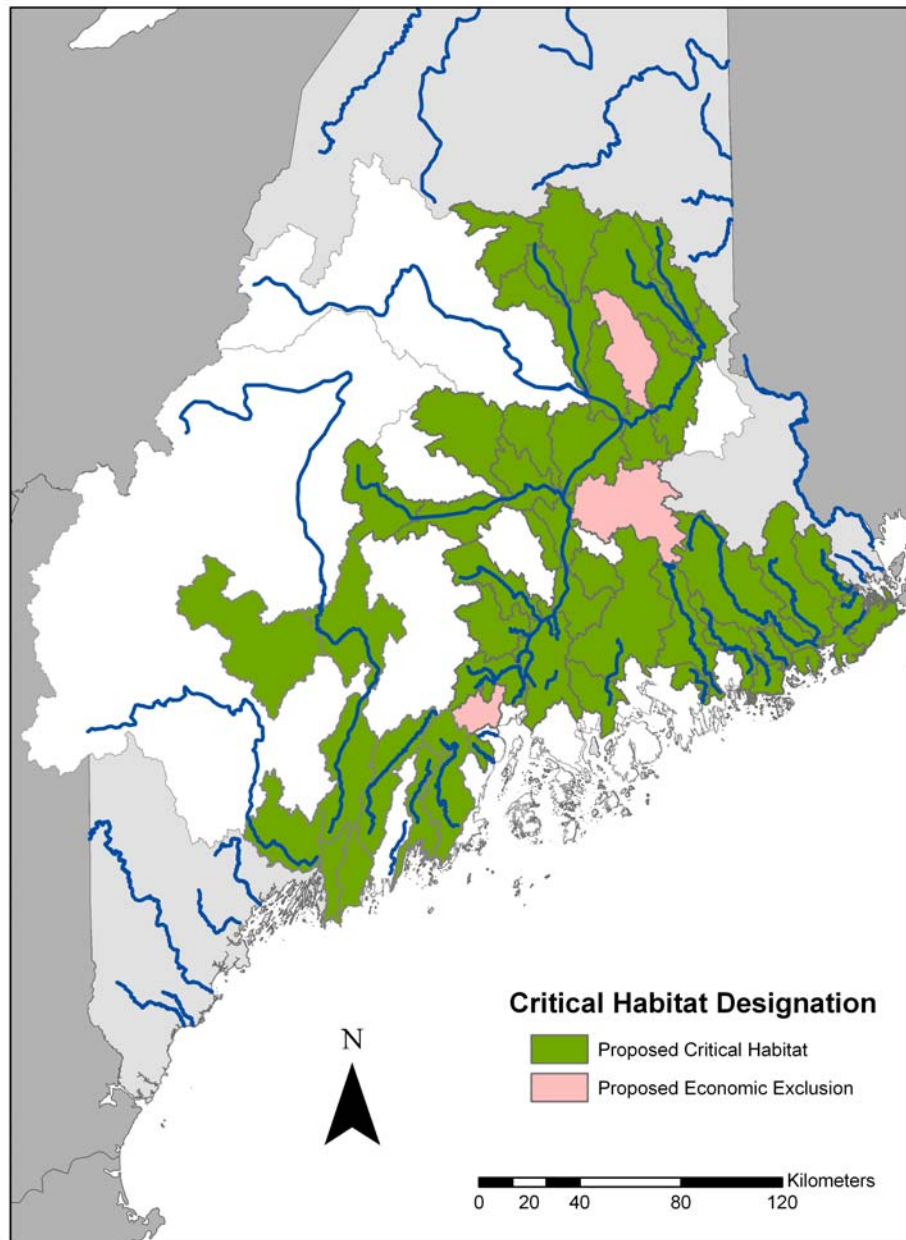 Critical Habitat Designation
Proposed Critical Habitat
Proposed Economic Exclusion
N
Kilometers
0 20 40 80 120